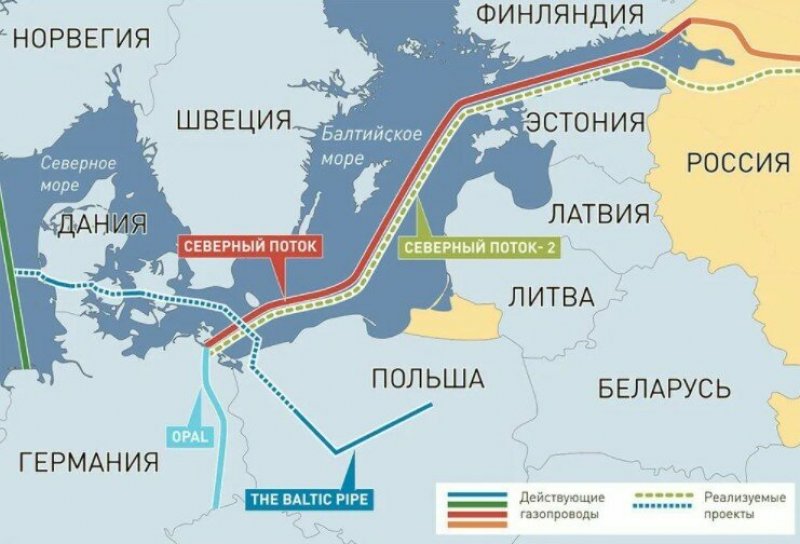 НОРВЕГИЯ
ФИНЛЯНДИЯ
ШВЕЦИЯ
Балтийское
море
ЭСТОНИЯ
РОССИЯ
Северное
море
ДАНИЯ
ЛАТВИЯ
СЕВЕРНЫЙ ПОТОК
СЕВЕРНЫЙ ПОТОК- 2
ЛИТВА
ПОЛЬША
БЕЛАРУСЬ
OPAL
ГЕРМАНИЯ
THE BALTIC PIPE
Действующие
газопроводы
Реализуемые
проекты